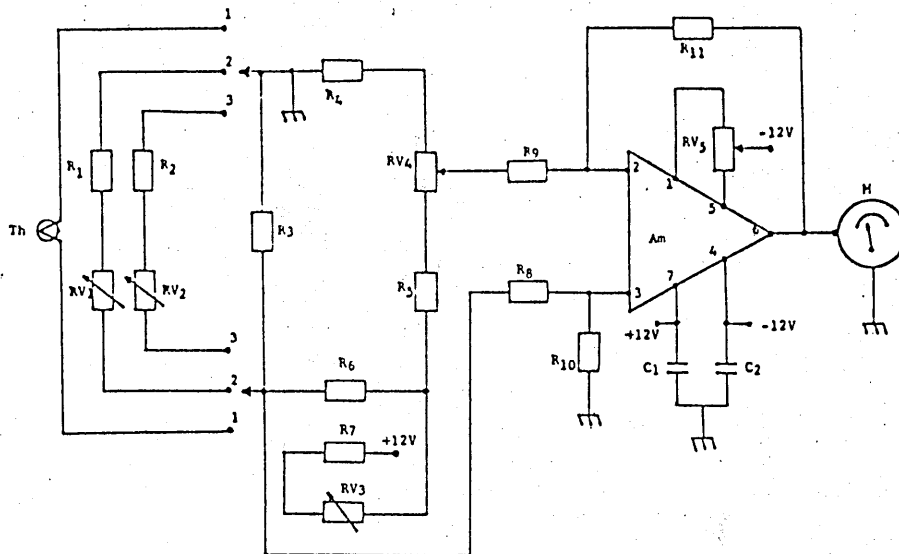 1
2
3
R4
R11
RV5
-12V
R1
R2
RV4
R9
2
1
5
M
Th
R3
Am
6
RV1
RV2
R5
R8
3
7
4
+12V
-12V
R10
C1
C2
3
2
1
R6
R7
+12V
RV3